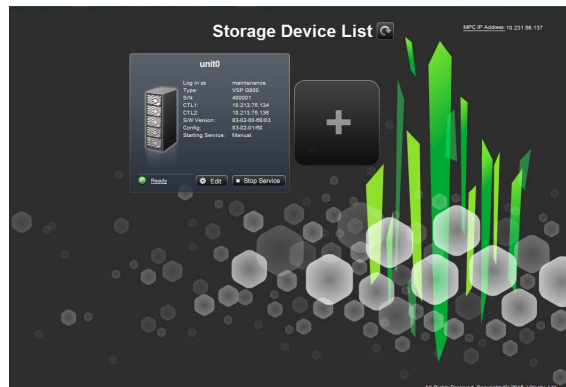 Storage Device List
MPC IP Address: 10.231.56.137
unit0
Log in as maintenance
Type: VSP G800
S/N: 400001
CTL1: 10.213.75.134
CTL2: 10.213.75.136
S/W Version: 83-02-00-60/03
Config: 83-02-01/60
Starting Service: Manual
Ready
Edit
Stop Service